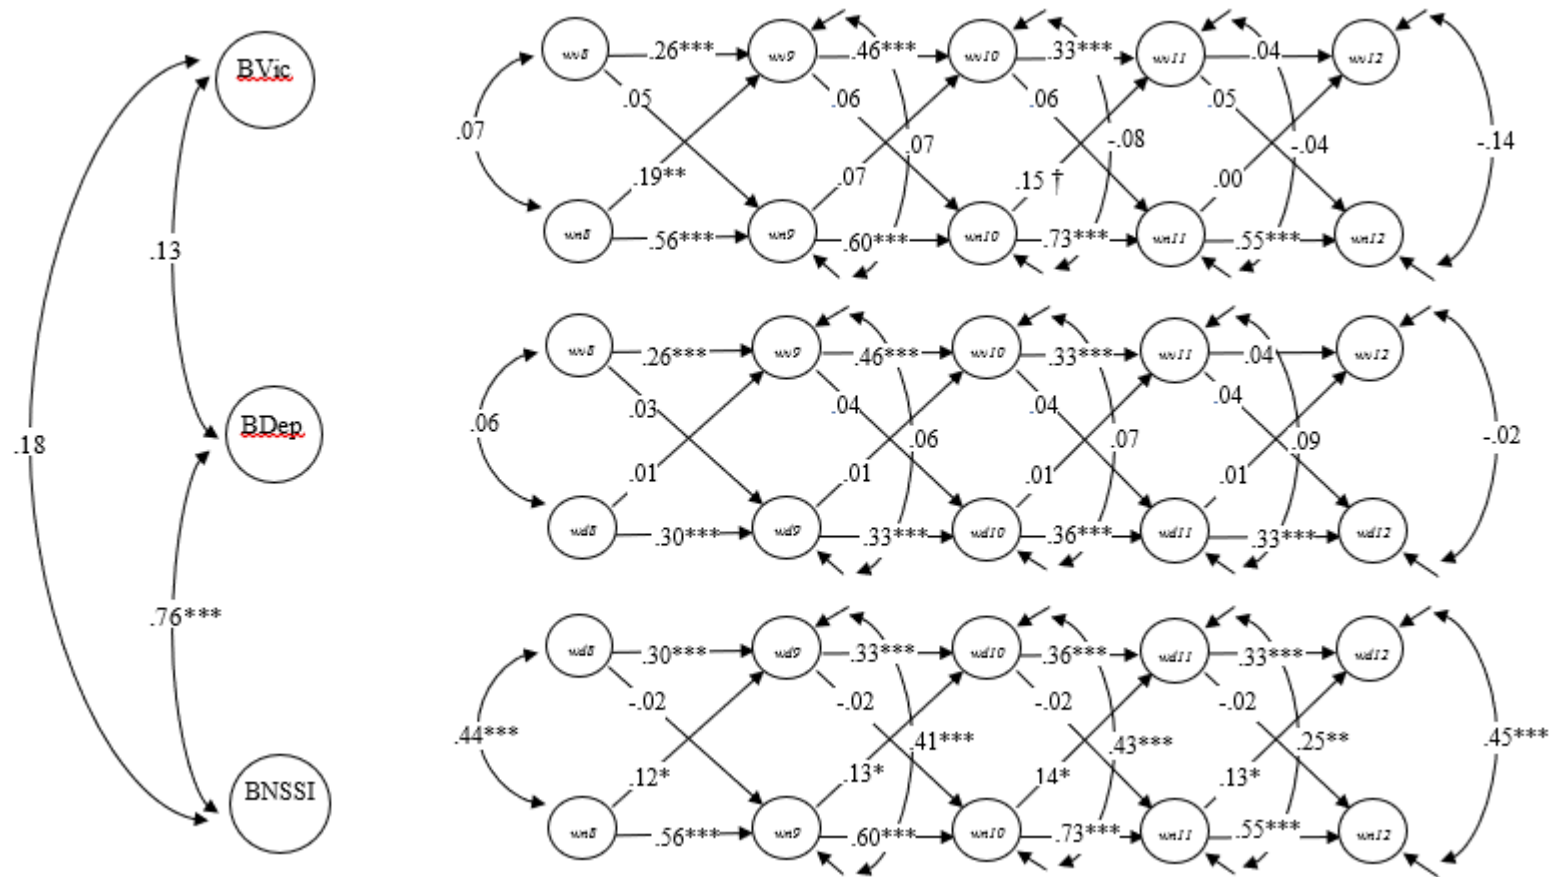 BVic
BDep
BNSSI
.18
.13
.76***
wv8 .26*** wv9 .46*** wv10 .33*** wv11 .04 wv12
.05 .06 .06 .05
.07 .07 -.08 -.04 -.14
.19** .07 .15 † .00
wn8 .56*** wn9 .60*** wn10 .73*** wn11 .55*** wn12
wv8 .26*** wv9 .46*** wv10 .33*** wv11 .04 wv12
.03 .04 .04 .04
.06 .06 .07 .09 -.02
.01 .01 .01 .01
wd8 .30*** wd9 .33*** wd10 .36*** wd11 .33*** wd12
wd8 .30*** wd9 .33*** wd10 .36*** wd11 .33*** wd12
-.02 -.02 -.02 -.02
.44*** .41*** .43*** .25** .45***
.12* .13* 14* .13*
wn8 .56*** wn9 .60*** wn10 .73*** wn11 .55*** wn12